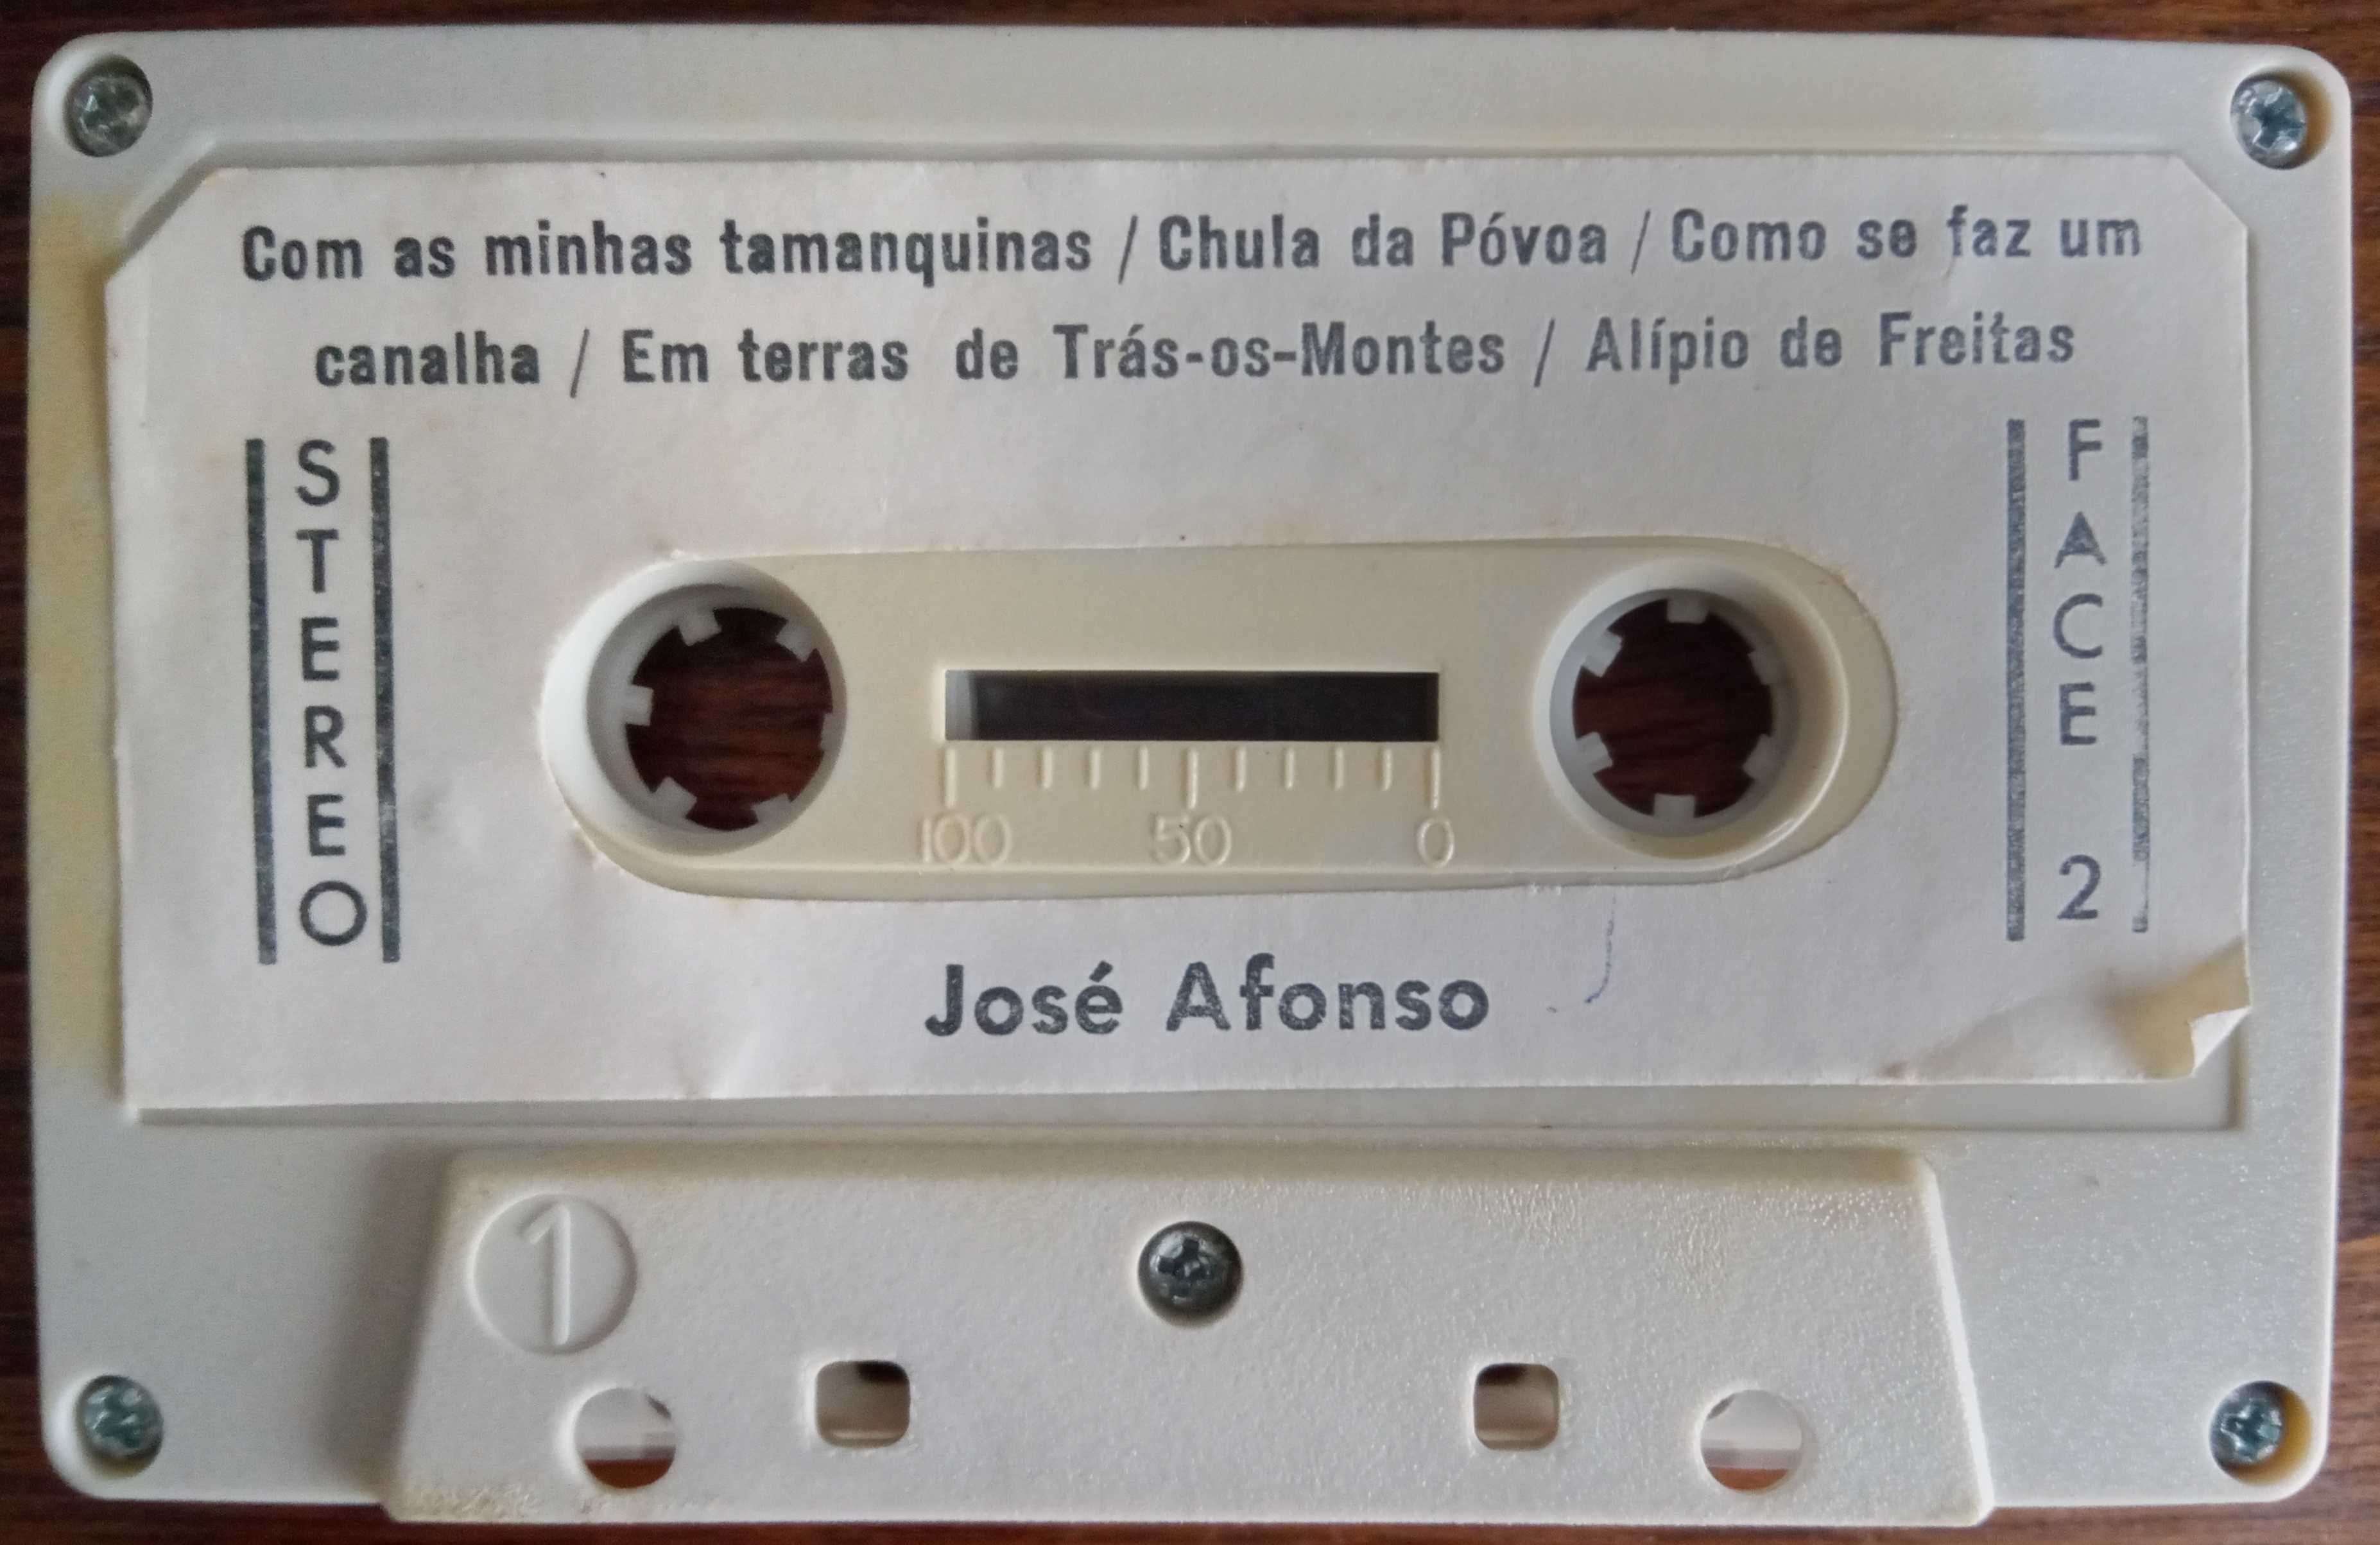 Com as minhas tamanquinas / Chula da Póvoa / Como se faz um
canalha / Em terras de Trás-os-Montes / Alípio de Freitas
STEREO
FACE 2
100 50 0
José Afonso
1